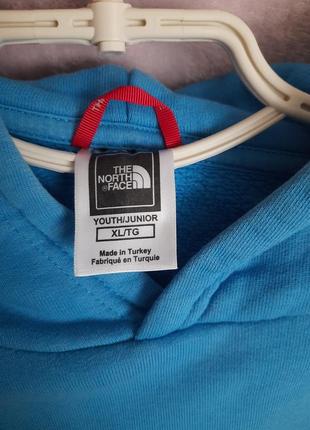 THE
NORTH
FACE
YOUTH/JUNIOR
XL/TG
Made in Turkey
Fabriqué en Turquie